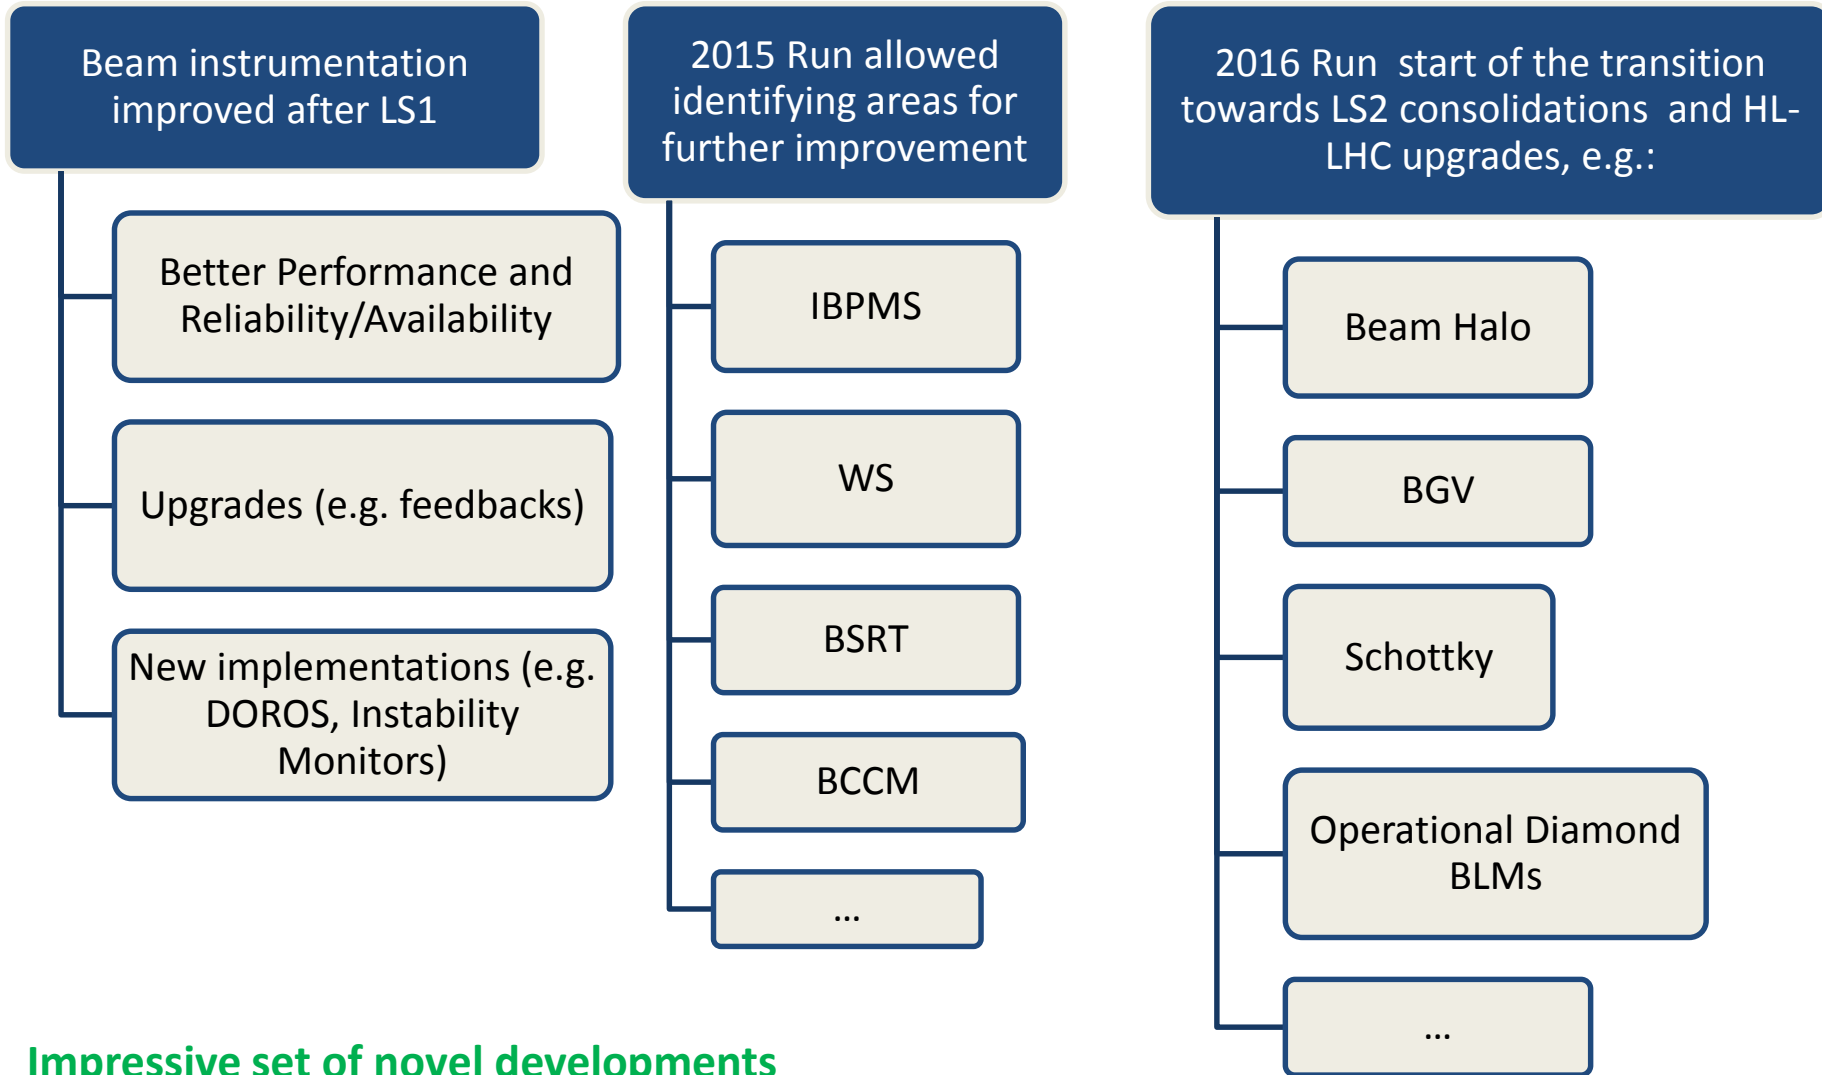 Beam instrumentation
improved after LS1
Better Performance and
Reliability/Availability
Upgrades (e.g. feedbacks)
New implementations (e.g.
DOROS, Instability
Monitors)
2015 Run allowed
identifying areas for
further improvement
IBPMS
WS
BSRT
BCCM
...
2016 Run start of the transition
towards LS2 consolidations and HL-
LHC upgrades, e.g.:
Beam Halo
BGV
Schottky
Operational Diamond
BLMs
...
Impressive set of novel developments